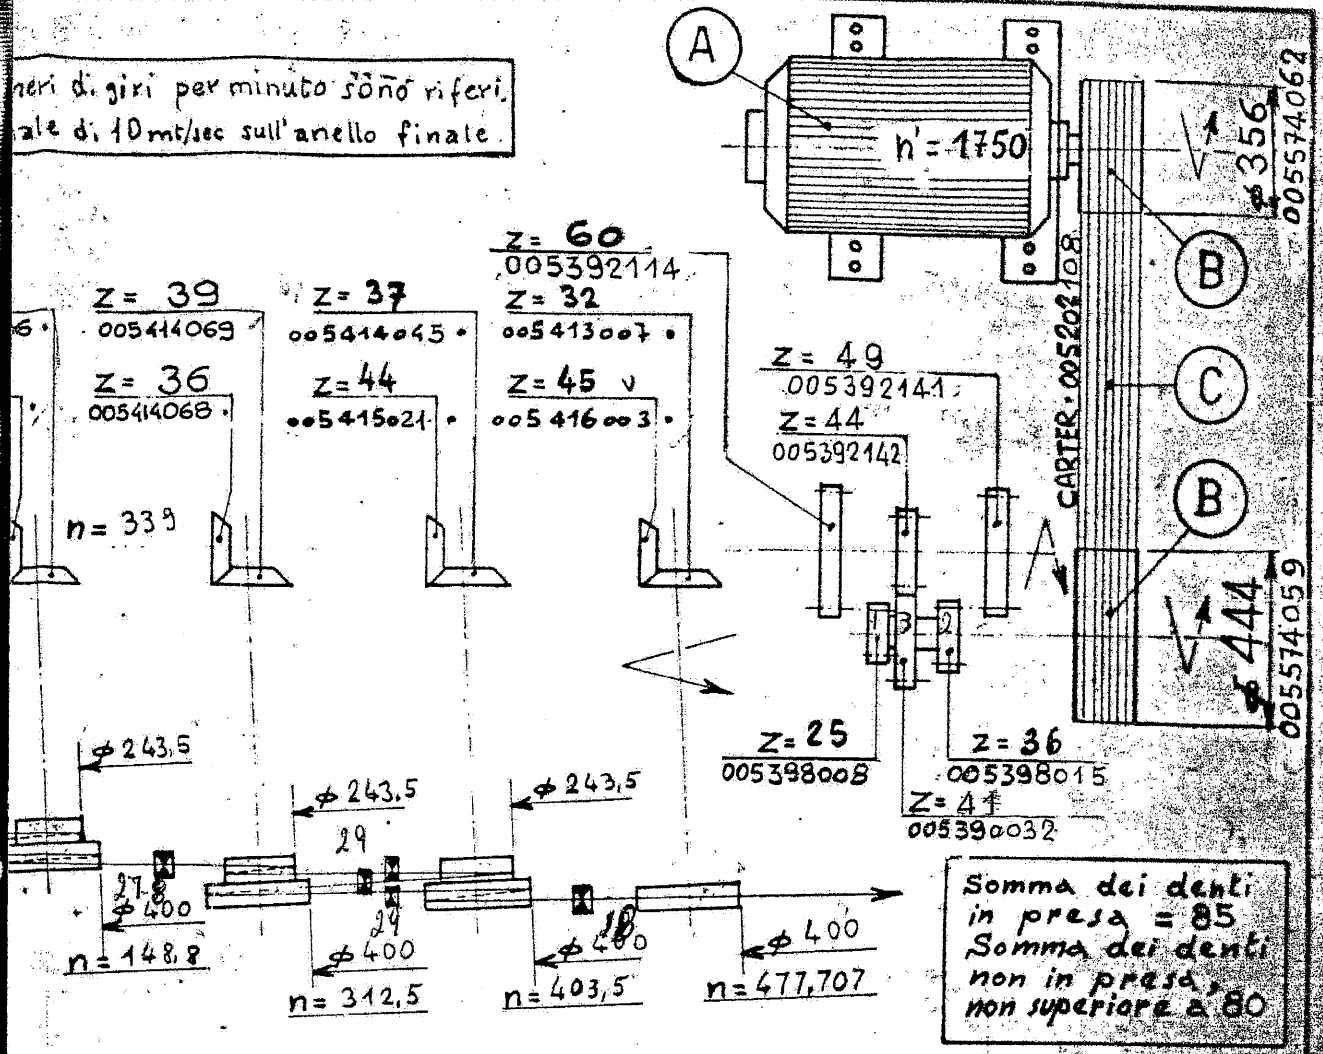 neri di giri per minuto sono riferi.
ale di 10 mt/sec sull'anello finale.
A
n' = 1750
ø 356
005574062
B
C
B
CARTER. 005202108
ø 444
005574059
Z= 60
005392114
Z= 39
005414069
Z= 37
005414045
Z= 32
005413007
6.
Z= 36
005414068
Z= 44
005415021
Z= 45 v
005416003
Z= 49
005392141
Z= 44
005392142
n= 339
1 3 2
Z= 25
005398008
Z= 36
005398015
Z= 41
005390032
ø 243,5
ø 243,5
ø 243,5
29
29
ø 400
n= 148,8
ø 400
n= 312,5
ø 400
n= 403,5
ø 400
n= 477,707
Somma dei denti
in presa = 85
Somma dei denti
non in presa,
non superiore a 80